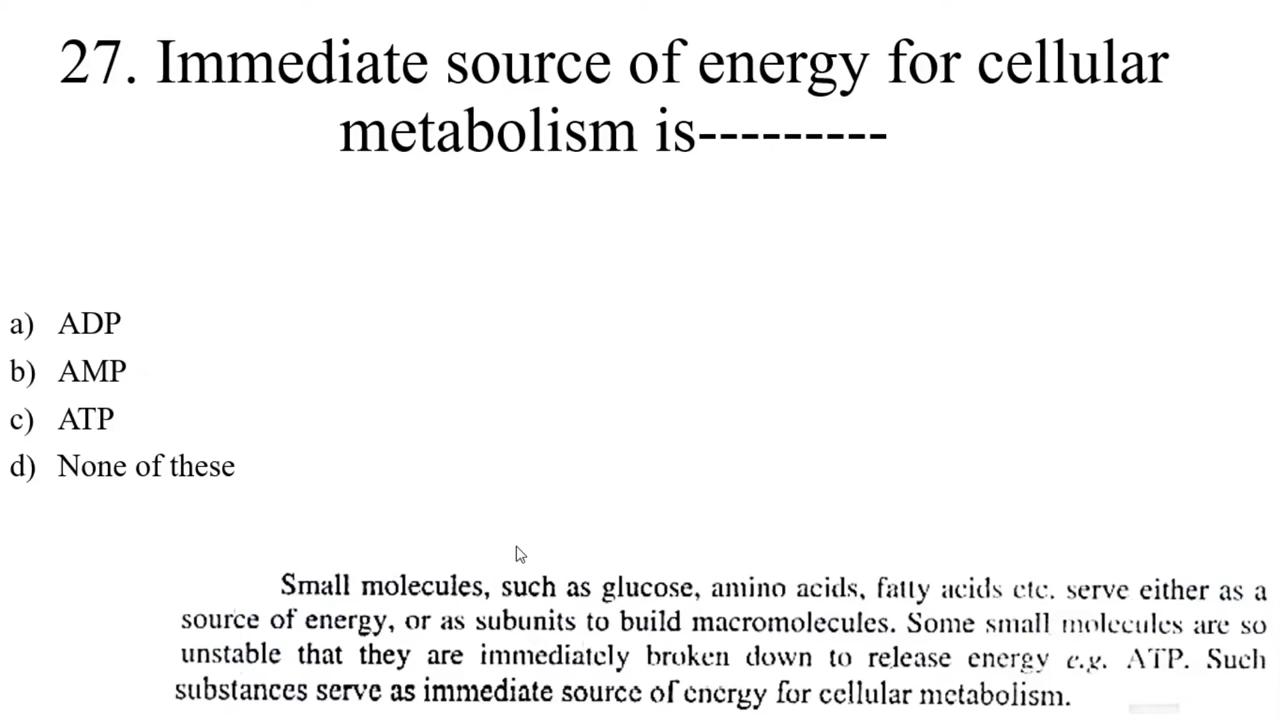 27. Immediate source of energy for cellular
metabolism is---------
a) ADP
b) AMP
c) ATP
d) None of these
Small molecules, such as glucose, amino acids, fatty acids etc. serve either as a
source of energy, or as subunits to build macromolecules. Some small molecules are so
unstable that they are immediately broken down to release energy e.g. ATP. Such
substances serve as immediate source of energy for cellular metabolism.